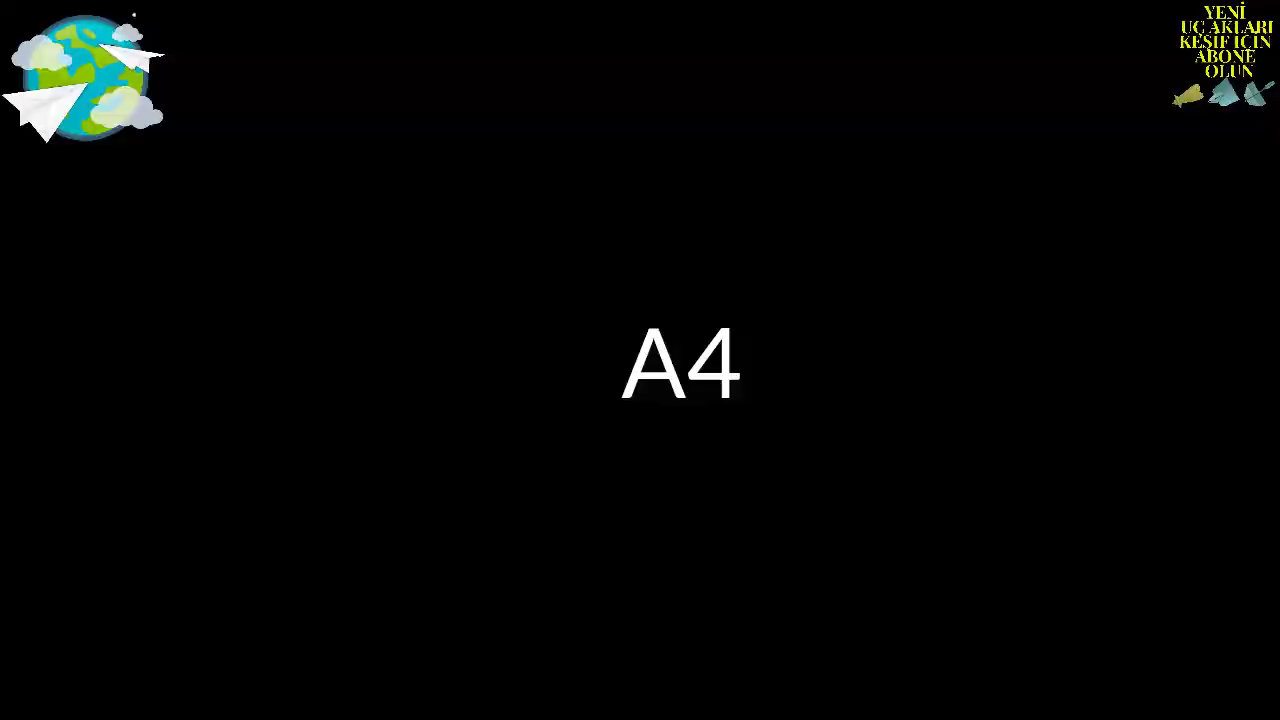 YENİ
UÇAKLARI
KEŞİF İÇİN
ABONE
OLUN
A4